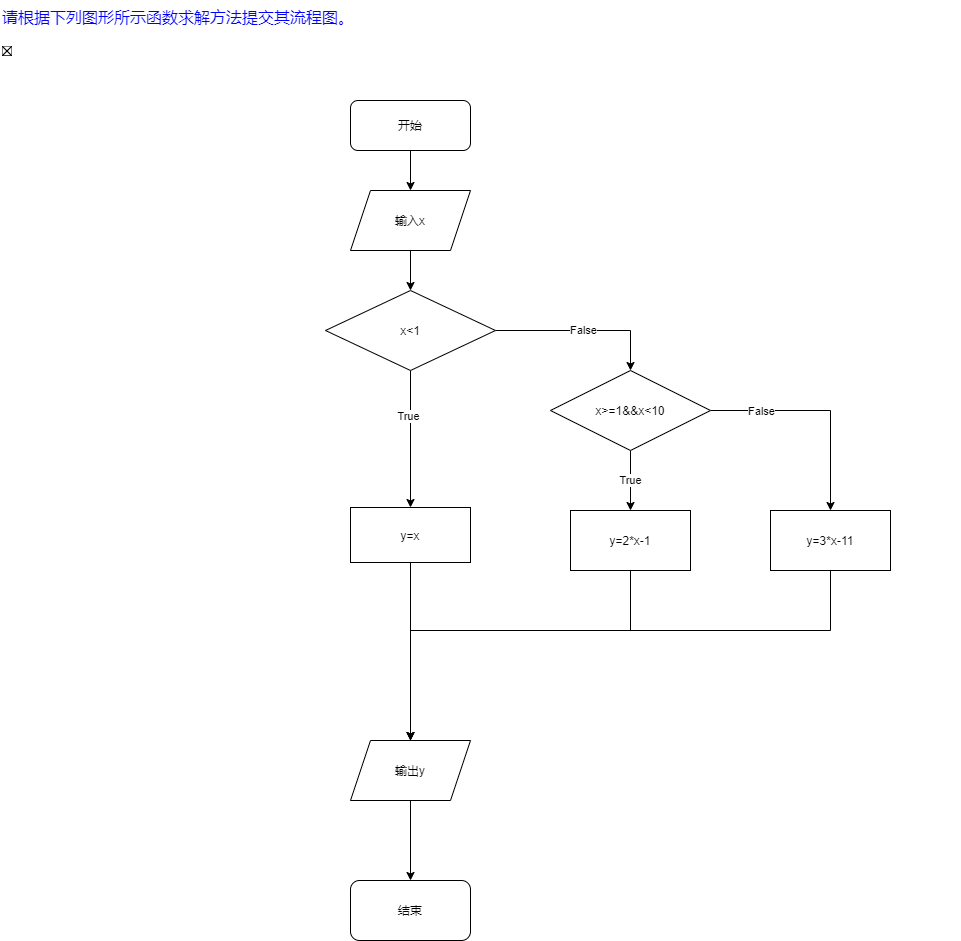 请根据下列图形所示函数求解方法提交其流程图。
开始
输入x
x<1
False
x>=1&&x<10
False
True
True
y=x
y=2*x-1
y=3*x-11
输出y
结束